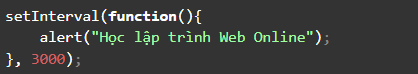 setInterval(function(){
    alert("Học lập trình Web Online");
}, 3000);